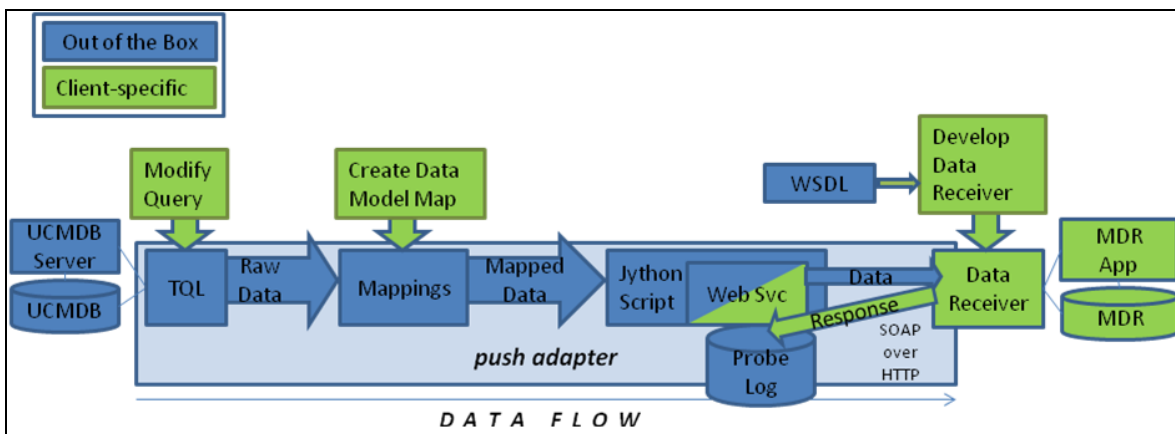 Out of the Box
Client-specific
Modify
Query
Create Data
Model Map
WSDL
Develop
Data
Receiver
UCMDB
Server
UCMDB
TQL
Raw
Data
Mappings
Mapped
Data
Jython
Script
Web Svc
Data
Response
Data
Receiver
MDR
App
MDR
SOAP
over
HTTP
push adapter
Probe
Log
DATA FLOW